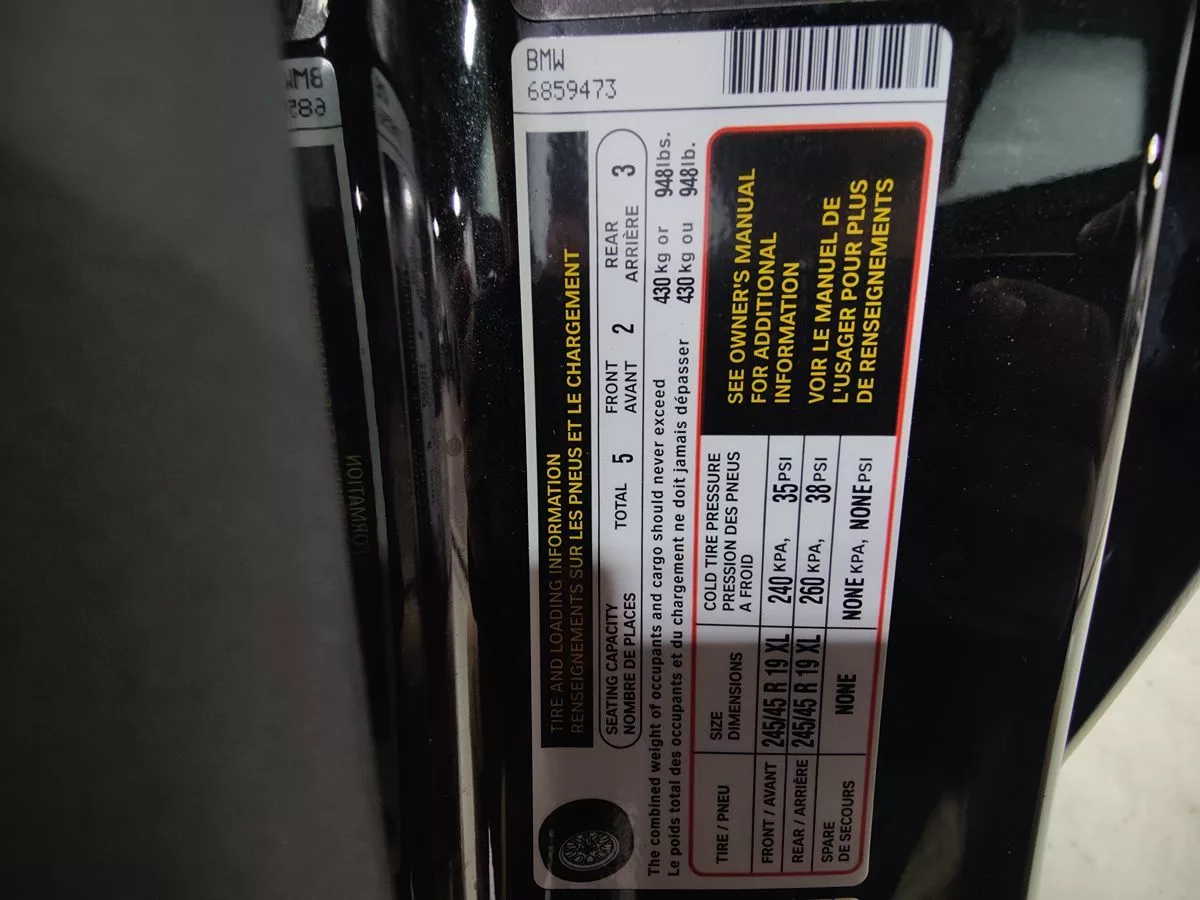 BMW
6859473
TIRE AND LOADING INFORMATION
RENSEIGNEMENTS SUR LES PNEUS ET LE CHARGEMENT
SEATING CAPACITY
NOMBRE DE PLACES
TOTAL 5
FRONT
AVANT
2
REAR
ARRIÈRE
3
The combined weight of occupants and cargo should never exceed 430 kg or 948lbs.
Le poids total des occupants et du chargement ne doit jamais dépasser 430 kg ou 948lb.
TIRE / PNEU
SIZE
DIMENSIONS
COLD TIRE PRESSURE
PRESSION DES PNEUS
A FROID
FRONT / AVANT 245/45 R 19 XL 240 KPA, 35 PSI
REAR / ARRIÈRE 245/45 R 19 XL 260 KPA, 38 PSI
SPARE
DE SECOURS
NONE NONE KPA, NONE PSI
SEE OWNER'S MANUAL
FOR ADDITIONAL
INFORMATION
VOIR LE MANUEL DE
L'USAGER POUR PLUS
DE RENSEIGNEMENTS